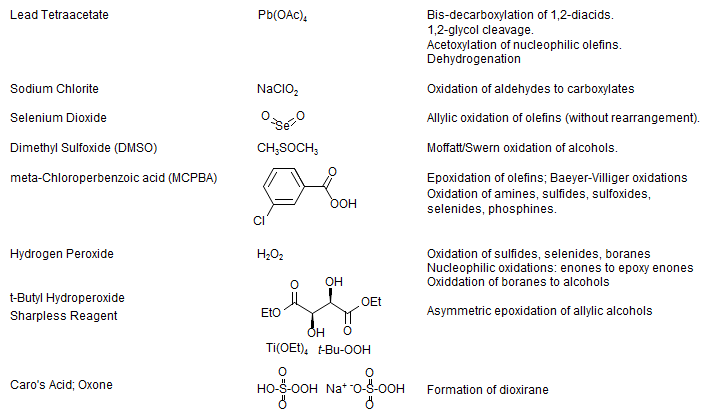 Lead Tetraacetate Pb(OAc)₄ Bis-decarboxylation of 1,2-diacids.
1,2-glycol cleavage.
Acetoxylation of nucleophilic olefins.
Dehydrogenation
Sodium Chlorite NaClO₂ Oxidation of aldehydes to carboxylates
Selenium Dioxide O Se O Allylic oxidation of olefins (without rearrangement).
Dimethyl Sulfoxide (DMSO) CH₃SOCH₃ Moffatt/Swern oxidation of alcohols.
meta-Chloroperbenzoic acid (MCPBA) O OOH Cl Epoxidation of olefins; Baeyer-Villiger oxidations
Oxidation of amines, sulfides, sulfoxides,
selenides, phosphines.
Hydrogen Peroxide H₂O₂ Oxidation of sulfides, selenides, boranes
Nucleophilic oxidations: enones to epoxy enones
Oxiddation of boranes to alcohols
t-Butyl Hydroperoxide
Sharpless Reagent
O OH
EtO OEt
OH O
Ti(OEt)₄ t-Bu-OOH
Asymmetric epoxidation of allylic alcohols
Caro's Acid; Oxone
O O
HO-S-OOH Na⁺ ⁻O-S-OOH
O O
Formation of dioxirane